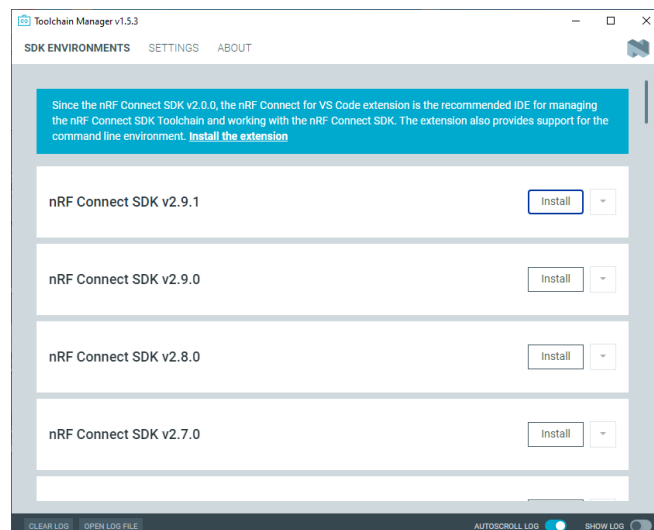 Toolchain Manager v1.5.3
SDK ENVIRONMENTS SETTINGS ABOUT
Since the nRF Connect SDK v2.0.0, the nRF Connect for VS Code extension is the recommended IDE for managing
the nRF Connect SDK Toolchain and working with the nRF Connect SDK. The extension also provides support for the
command line environment. Install the extension
nRF Connect SDK v2.9.1 Install
nRF Connect SDK v2.9.0 Install
nRF Connect SDK v2.8.0 Install
nRF Connect SDK v2.7.0 Install
CLEAR LOG OPEN LOG FILE AUTOSCROLL LOG SHOW LOG